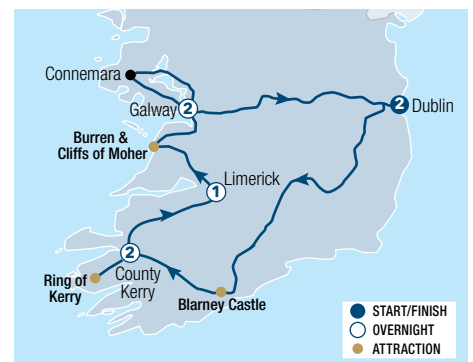 Connemara
2
Galway
2
Dublin
Burren &
Cliffs of Moher
Limerick
1
2
County
Kerry
Ring of
Kerry
Blarney Castle
START/FINISH
OVERNIGHT
ATTRACTION